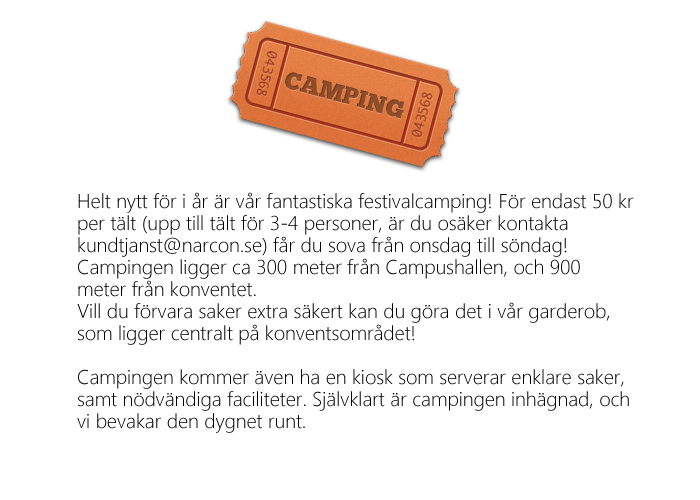 043568
CAMPING
043568
Helt nytt för i år är vår fantastiska festivalcamping! För endast 50 kr
per tält (upp till tält för 3-4 personer, är du osäker kontakta
kundtjanst@narcon.se) får du sova från onsdag till söndag!
Campingen ligger ca 300 meter från Campushallen, och 900
meter från konventet.
Vill du förvara saker extra säkert kan du göra det i vår garderob,
som ligger centralt på konventsområdet!
Campingen kommer även ha en kiosk som serverar enklare saker,
samt nödvändiga faciliteter. Självklart är campingen inhägnad, och
vi bevakar den dygnet runt.